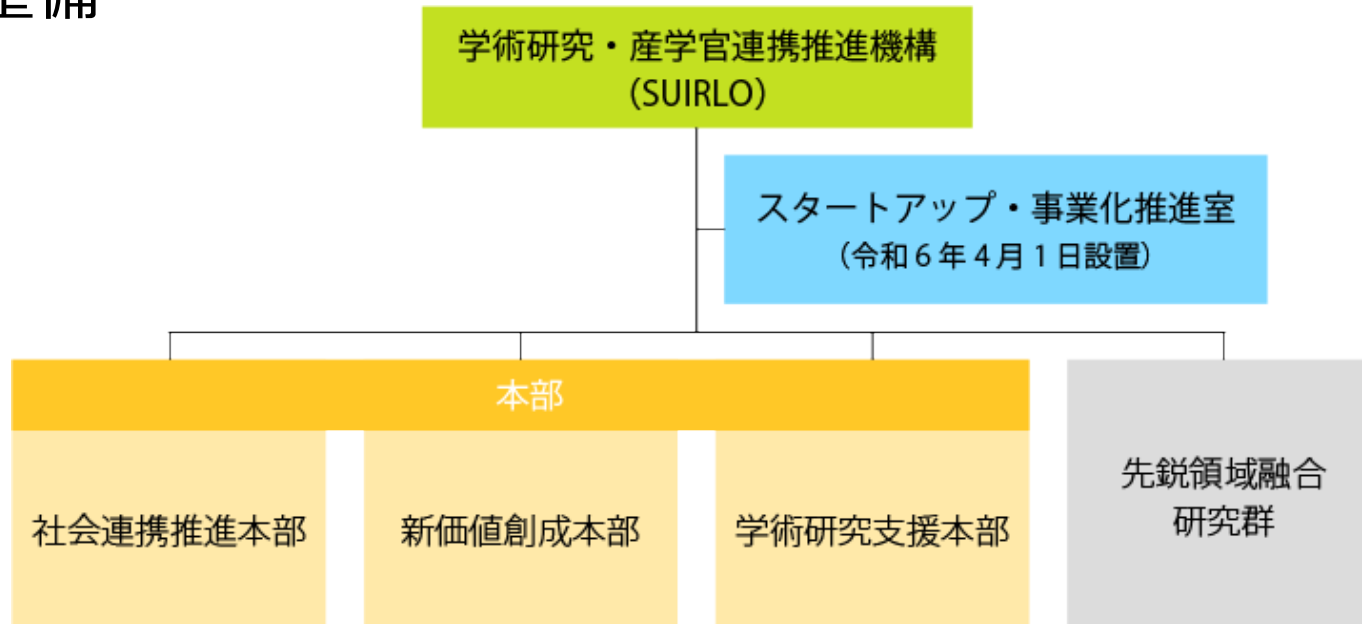 整備
学術研究・産学官連携推進機構
（SUIRLO）
スタートアップ・事業化推進室
（令和６年４月１日設置）
本部
社会連携推進本部
新価値創成本部
学術研究支援本部
先鋭領域融合
研究群